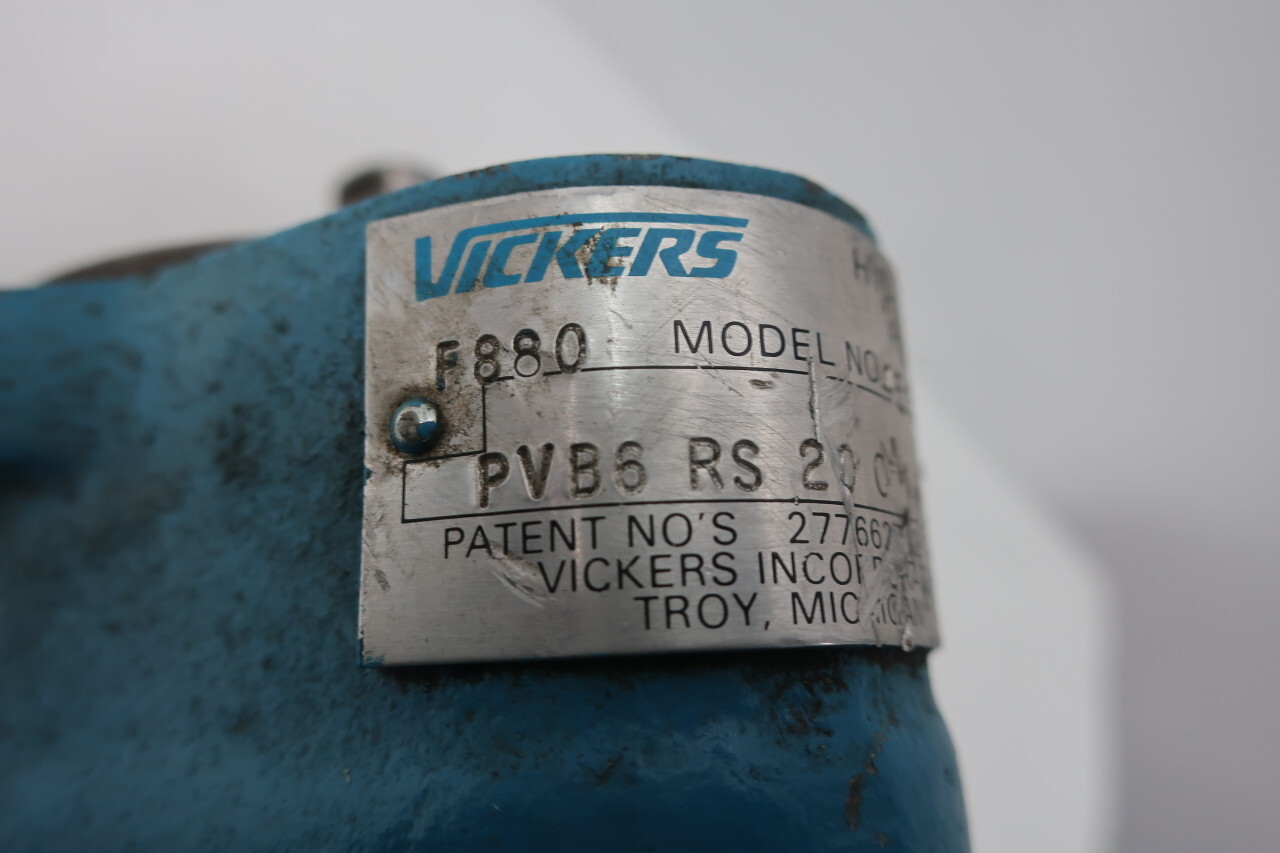 VICKERS
F880 MODEL NO.
PVB6 RS 20
PATENT NO'S
VICKERS
TROY,